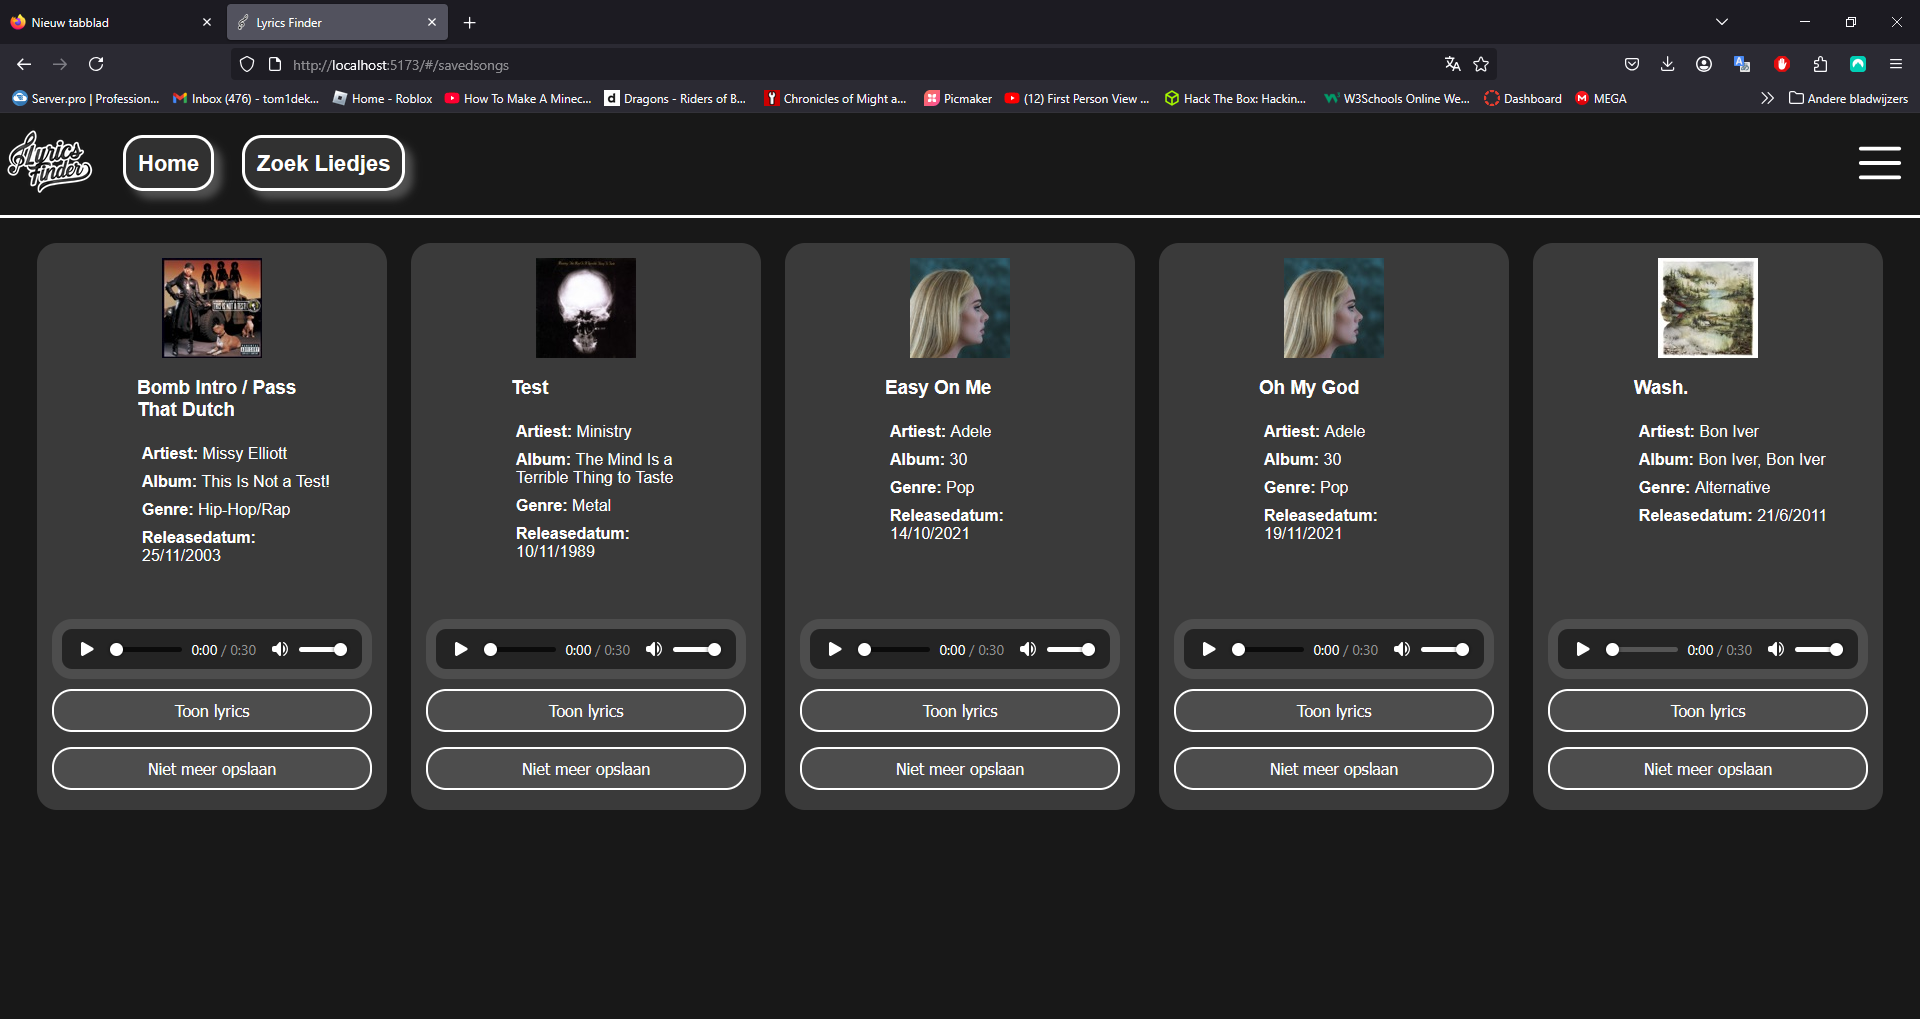 Nieuw tabblad
Lyrics Finder
http://localhost:5173/#/savedsongs
Server.pro | Profession...
Inbox (476) - tom1dek...
Home - Roblox
How To Make A Minec...
Dragons - Riders of B...
Chronicles of Might a...
Picmaker
(12) First Person View ...
Hack The Box: Hackin...
W3Schools Online We...
Dashboard
MEGA
Andere bladwijzers
Lyrics
Finder
Home
Zoek Liedjes
Bomb Intro / Pass
That Dutch
Artiest: Missy Elliott
Album: This Is Not a Test!
Genre: Hip-Hop/Rap
Releasedatum:
25/11/2003
0:00 / 0:30
Toon lyrics
Niet meer opslaan
Test
Artiest: Ministry
Album: The Mind Is a
Terrible Thing to Taste
Genre: Metal
Releasedatum:
10/11/1989
0:00 / 0:30
Toon lyrics
Niet meer opslaan
Easy On Me
Artiest: Adele
Album: 30
Genre: Pop
Releasedatum:
14/10/2021
0:00 / 0:30
Toon lyrics
Niet meer opslaan
Oh My God
Artiest: Adele
Album: 30
Genre: Pop
Releasedatum:
19/11/2021
0:00 / 0:30
Toon lyrics
Niet meer opslaan
Wash.
Artiest: Bon Iver
Album: Bon Iver, Bon Iver
Genre: Alternative
Releasedatum: 21/6/2011
0:00 / 0:30
Toon lyrics
Niet meer opslaan